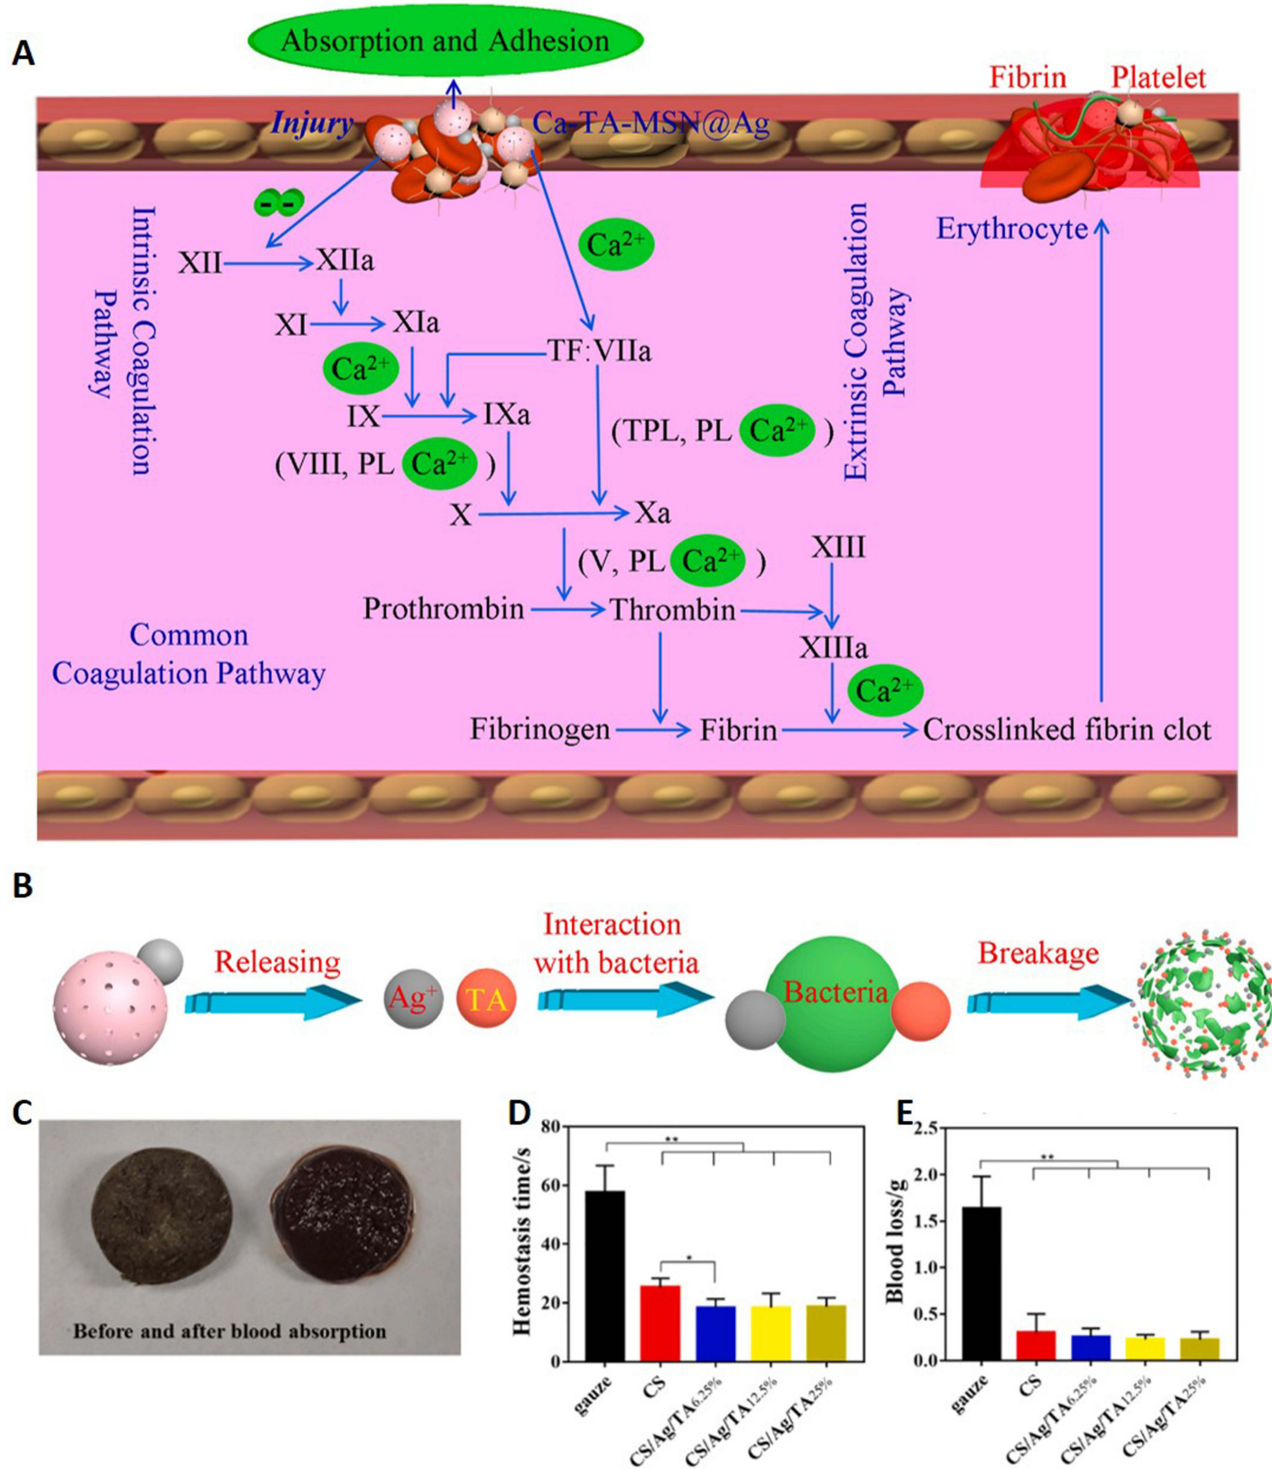 A
Absorption and Adhesion
Fibrin Platelet
Injury
Ca-TA-MSN@Ag
Erythrocyte
Intrinsic Coagulation
Pathway
Extrinsic Coagulation
Pathway
- -
Ca²⁺
XII
XIIa
XI
XIa
Ca²⁺
TF:VIIa
IX
IXa
(TPL, PL Ca²⁺ )
(VIII, PL Ca²⁺ )
X
Xa
(V, PL Ca²⁺ )
XIII
Prothrombin
Thrombin
Common
Coagulation Pathway
XIIIa
Ca²⁺
Fibrinogen
Fibrin
Crosslinked fibrin clot
B
Releasing
Ag⁺
TA
Interaction
with bacteria
Bacteria
Breakage
C
Before and after blood absorption
D
Hemostasis time/s
80
60
40
20
0
**
*
gauze
CS
CS/Ag/TA6.25%
CS/Ag/TA12.5%
CS/Ag/TA25%
E
Blood loss/g
2.5
2.0
1.5
1.0
0.5
0.0
**
gauze
CS
CS/Ag/TA6.25%
CS/Ag/TA12.5%
CS/Ag/TA25%